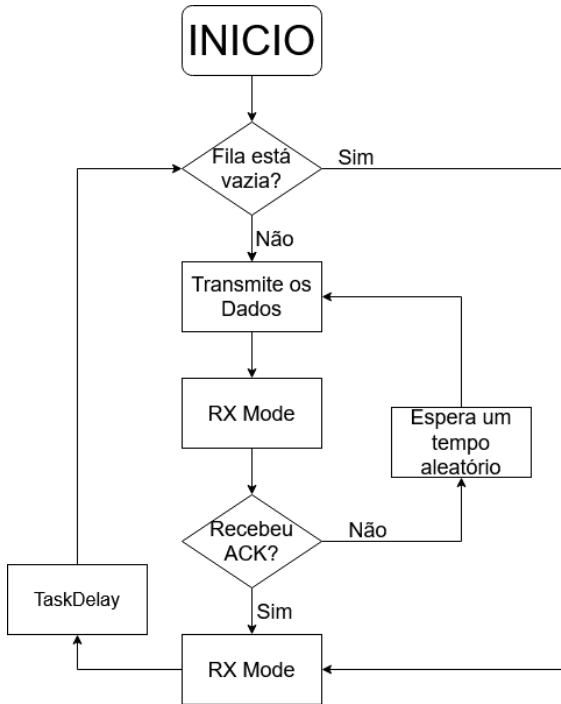 INICIO
Fila está
vazia?
Sim
Não
Transmite os
Dados
RX Mode
Espera um
tempo
aleatório
Recebeu
ACK?
Não
TaskDelay
Sim
RX Mode